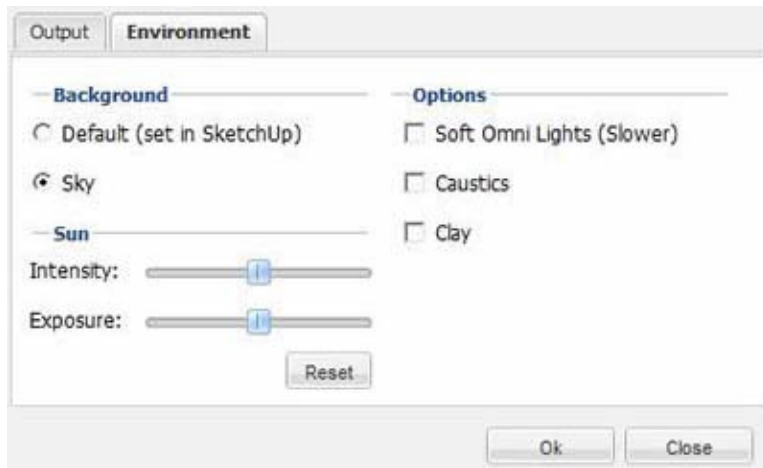 Output
Environment
Background
Default (set in SketchUp)
Sky
Sun
Intensity:
Exposure:
Reset
Options
Soft Omni Lights (Slower)
Caustics
Clay
Ok
Close